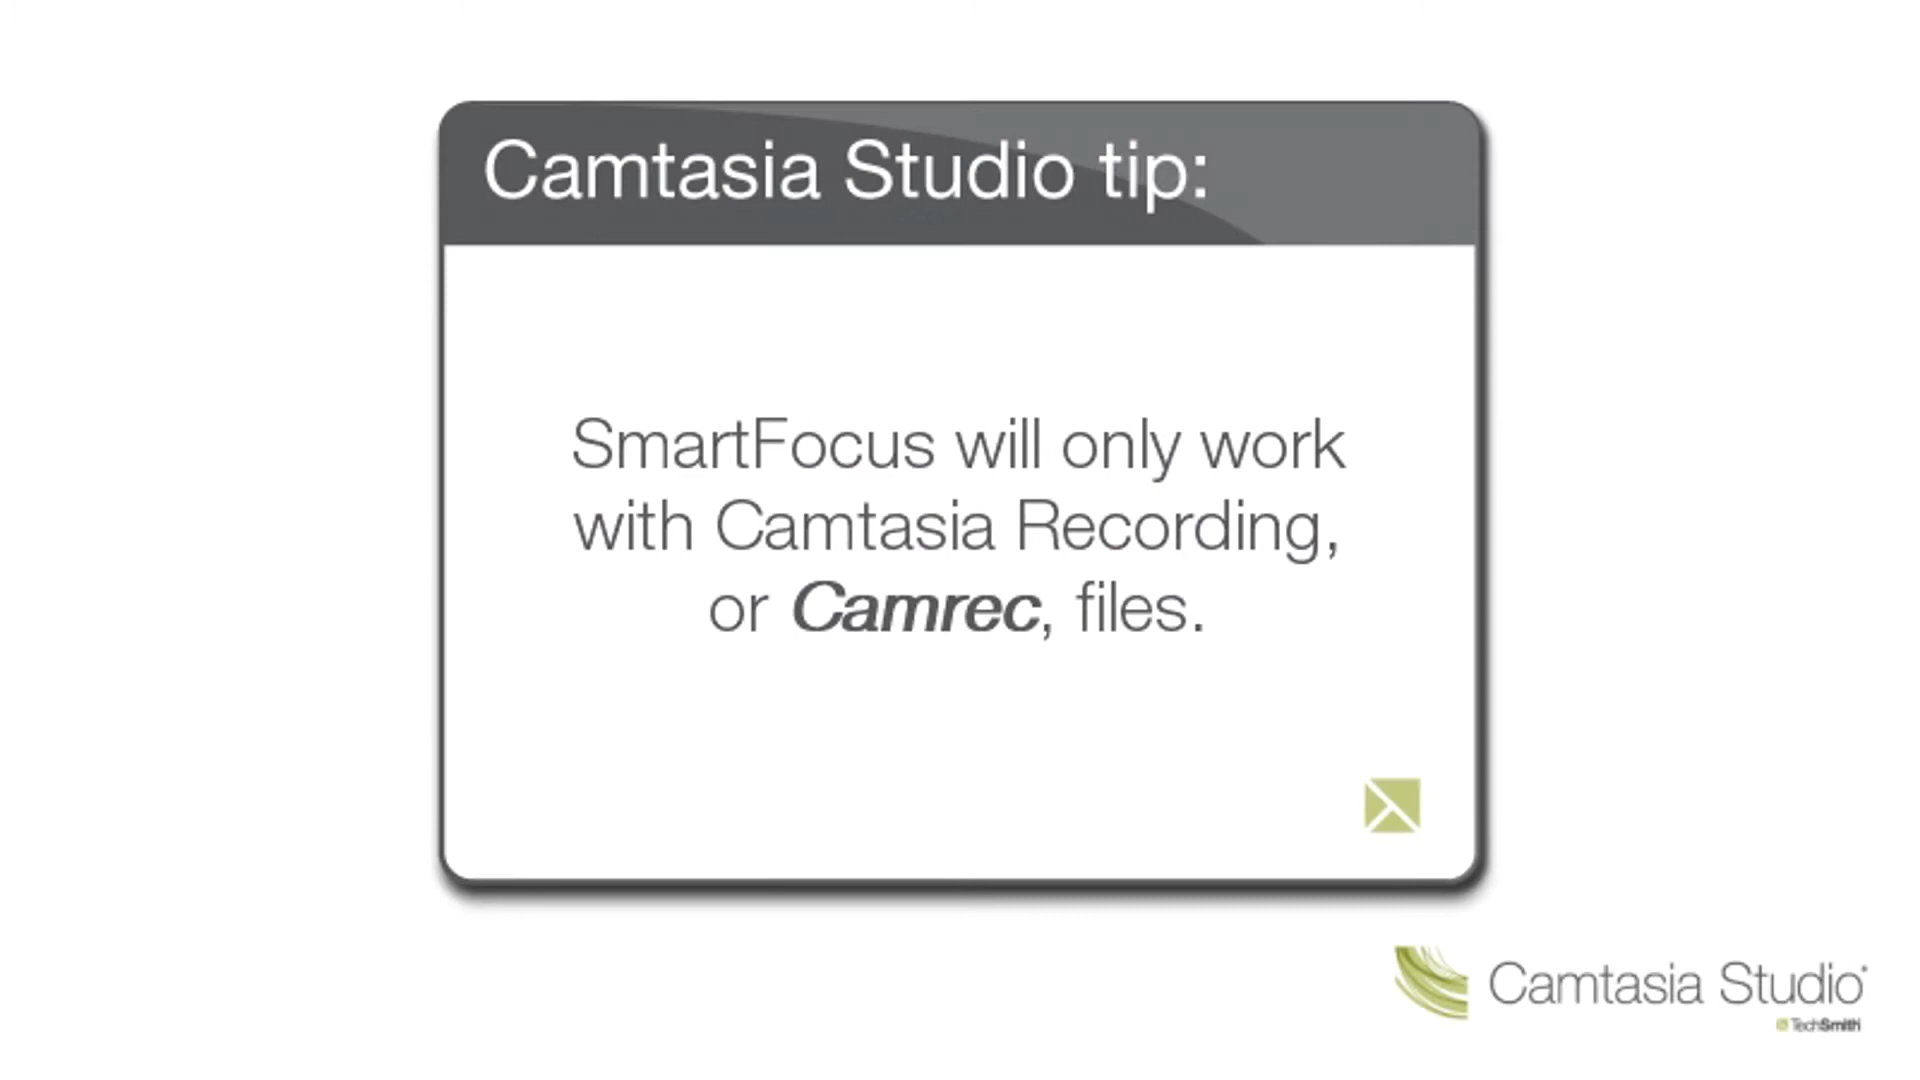 Camtasia Studio tip:
SmartFocus will only work
with Camtasia Recording,
or Camrec, files.
Camtasia Studio®
TechSmith